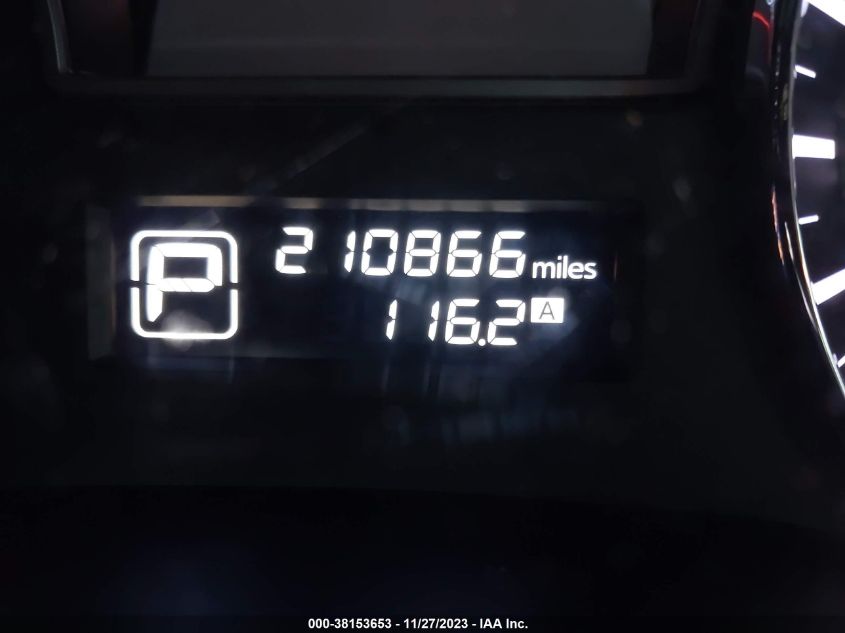 P
210866 miles
116.2 A
000-38153653 - 11/27/2023 - IAA Inc.